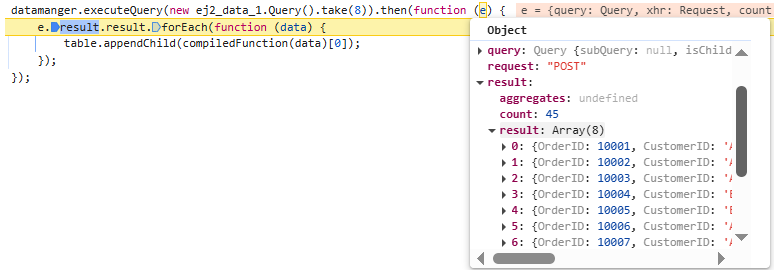 datamanger.executeQuery(new ej2_data_1.Query().take(8)).then(function (e) { e = {query: Query, xhr: Request, count
e.result.result.forEach(function (data) {
table.appendChild(compiledFunction(data)[0]);
});
});
Object
query: Query {subQuery: null, isChild
request: "POST"
result:
aggregates: undefined
count: 45
result: Array(8)
0: {OrderID: 10001, CustomerID: 'A
1: {OrderID: 10002, CustomerID: 'A
2: {OrderID: 10003, CustomerID: 'A
3: {OrderID: 10004, CustomerID: 'B
4: {OrderID: 10005, CustomerID: 'B
5: {OrderID: 10006, CustomerID: 'A
6: {OrderID: 10007, CustomerID: 'A